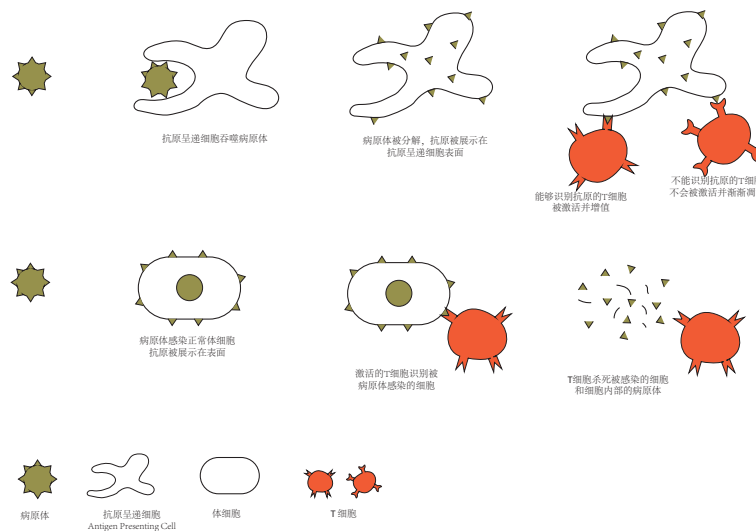 抗原呈递细胞吞噬病原体
病原体被分解，抗原被展示在
抗原呈递细胞表面
能够识别抗原的T细胞
被激活并增值
不能识别抗原的T细
不会被激活并渐渐凋
病原体感染正常体细胞
抗原被展示在表面
激活的T细胞识别被
病原体感染的细胞
T细胞杀死被感染的细胞
和细胞内部的病原体
病原体
抗原呈递细胞
Antigen Presenting Cell
体细胞
T 细胞